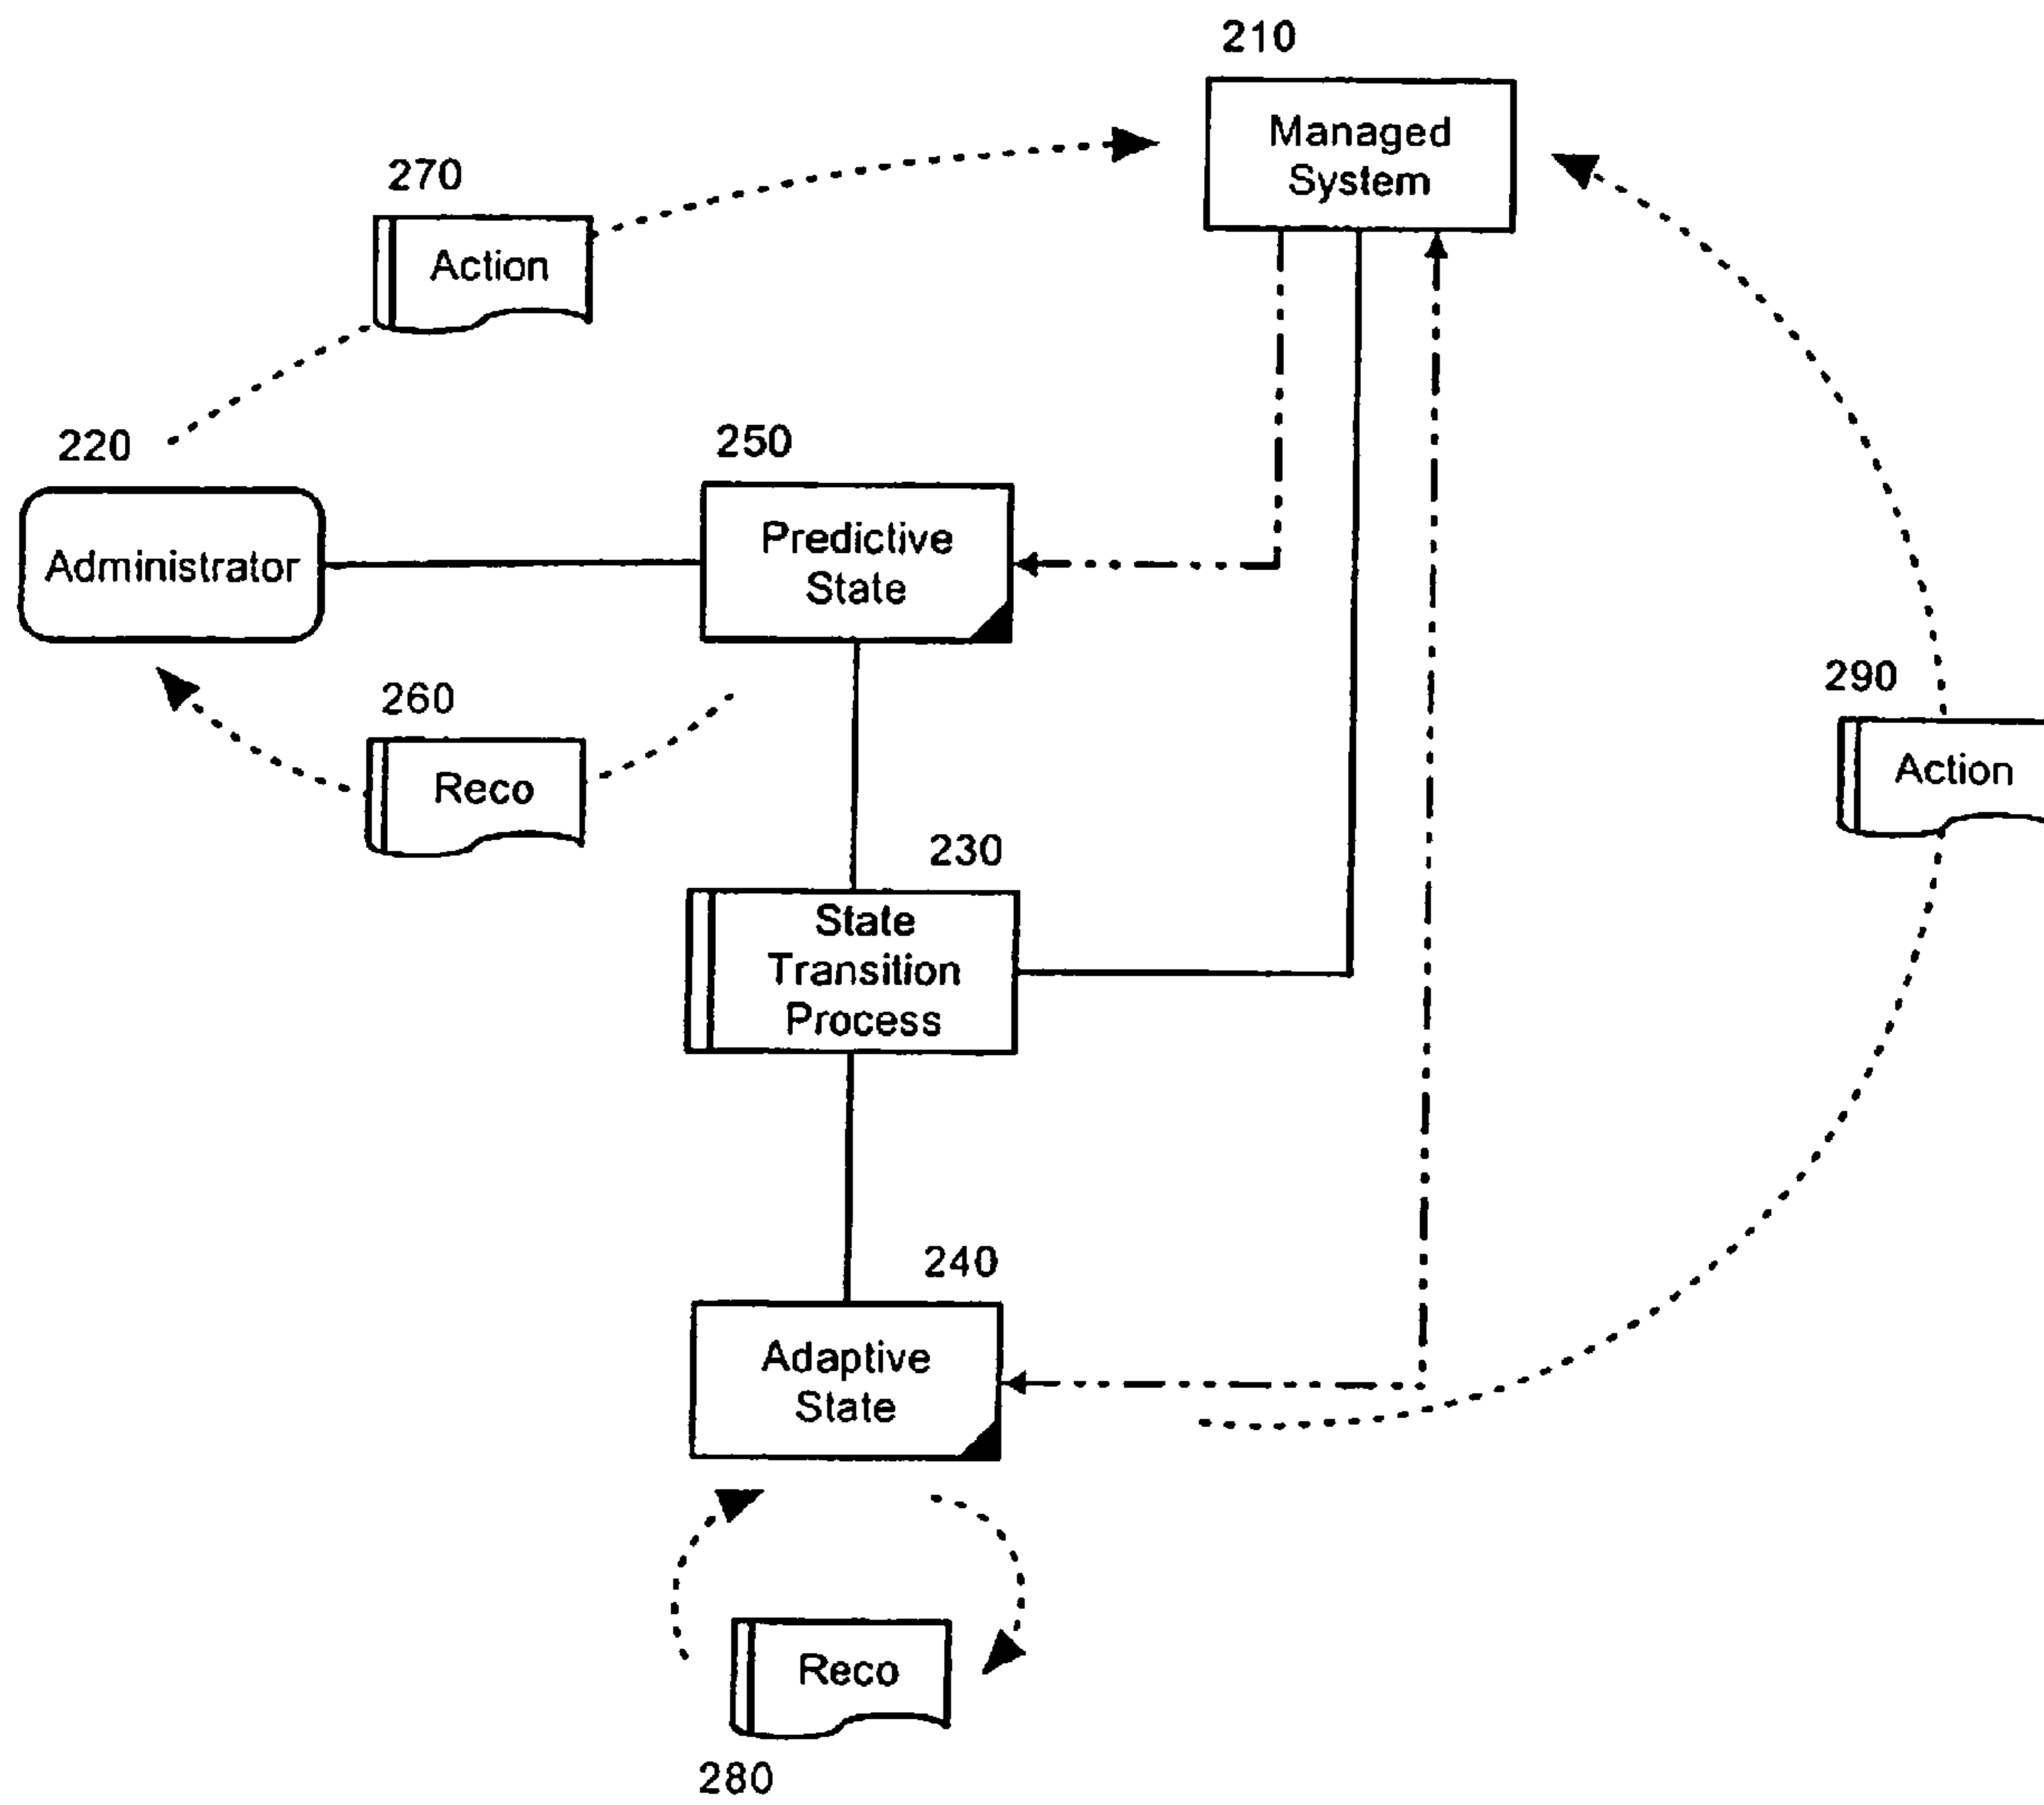 210
Managed
System
270
Action
220
Administrator
250
Predictive
State
260
Reco
290
Action
230
State
Transition
Process
240
Adaptive
State
Reco
280